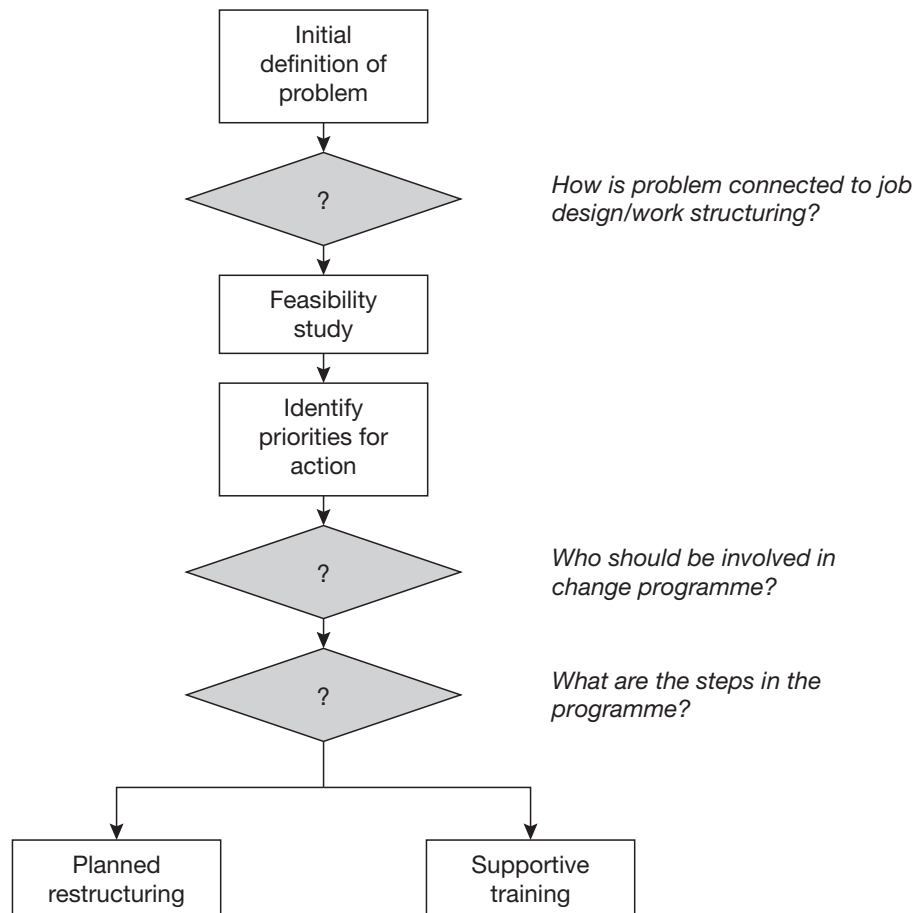 Initial
definition of
problem
?
How is problem connected to job
design/work structuring?
Feasibility
study
Identify
priorities for
action
?
Who should be involved in
change programme?
?
What are the steps in the
programme?
Planned
restructuring
Supportive
training